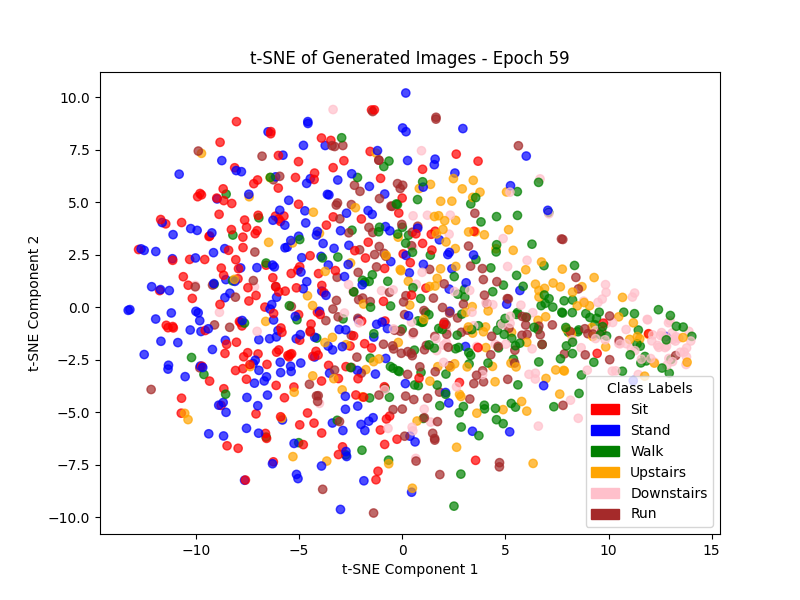 t-SNE of Generated Images - Epoch 59
t-SNE Component 2
10.0
7.5
5.0
2.5
0.0
−2.5
−5.0
−7.5
−10.0
Class Labels
Sit
Stand
Walk
Upstairs
Downstairs
Run
−10
−5
0
5
10
15
t-SNE Component 1